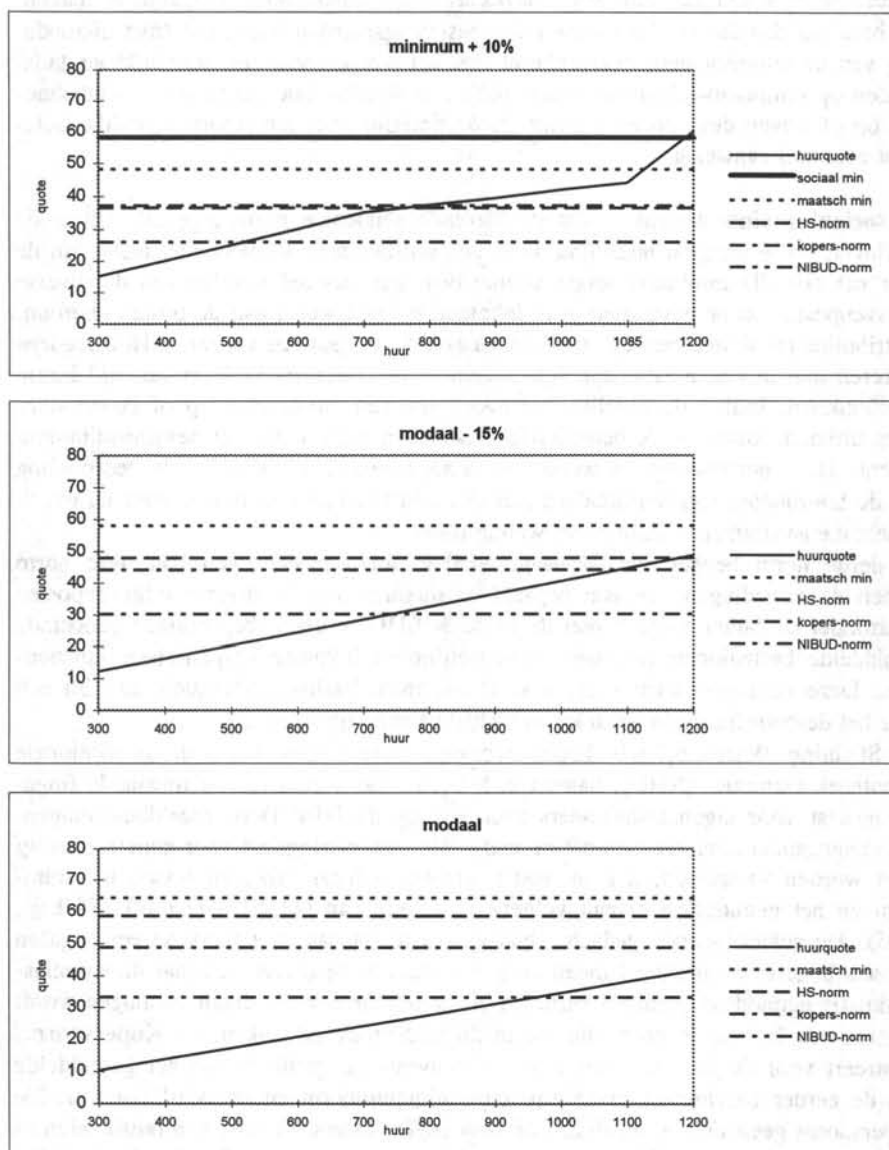 minimum + 10%
80
70
60
50
40
30
20
10
0
quote
300
400
500
600
700
800
900
1000
1085
1200
huur
huurquote
sociaal min
maatsch min
HS-norm
kopers-norm
NIBUD-norm
modaal - 15%
80
70
60
50
40
30
20
10
0
quote
300
400
500
600
700
800
900
1000
1100
1200
huur
huurquote
maatsch min
HS-norm
kopers-norm
NIBUD-norm
modaal
80
70
60
50
40
30
20
10
0
quote
300
400
500
600
700
800
900
1000
1100
1200
huur
huurquote
maatsch min
HS-norm
kopers-norm
NIBUD-norm